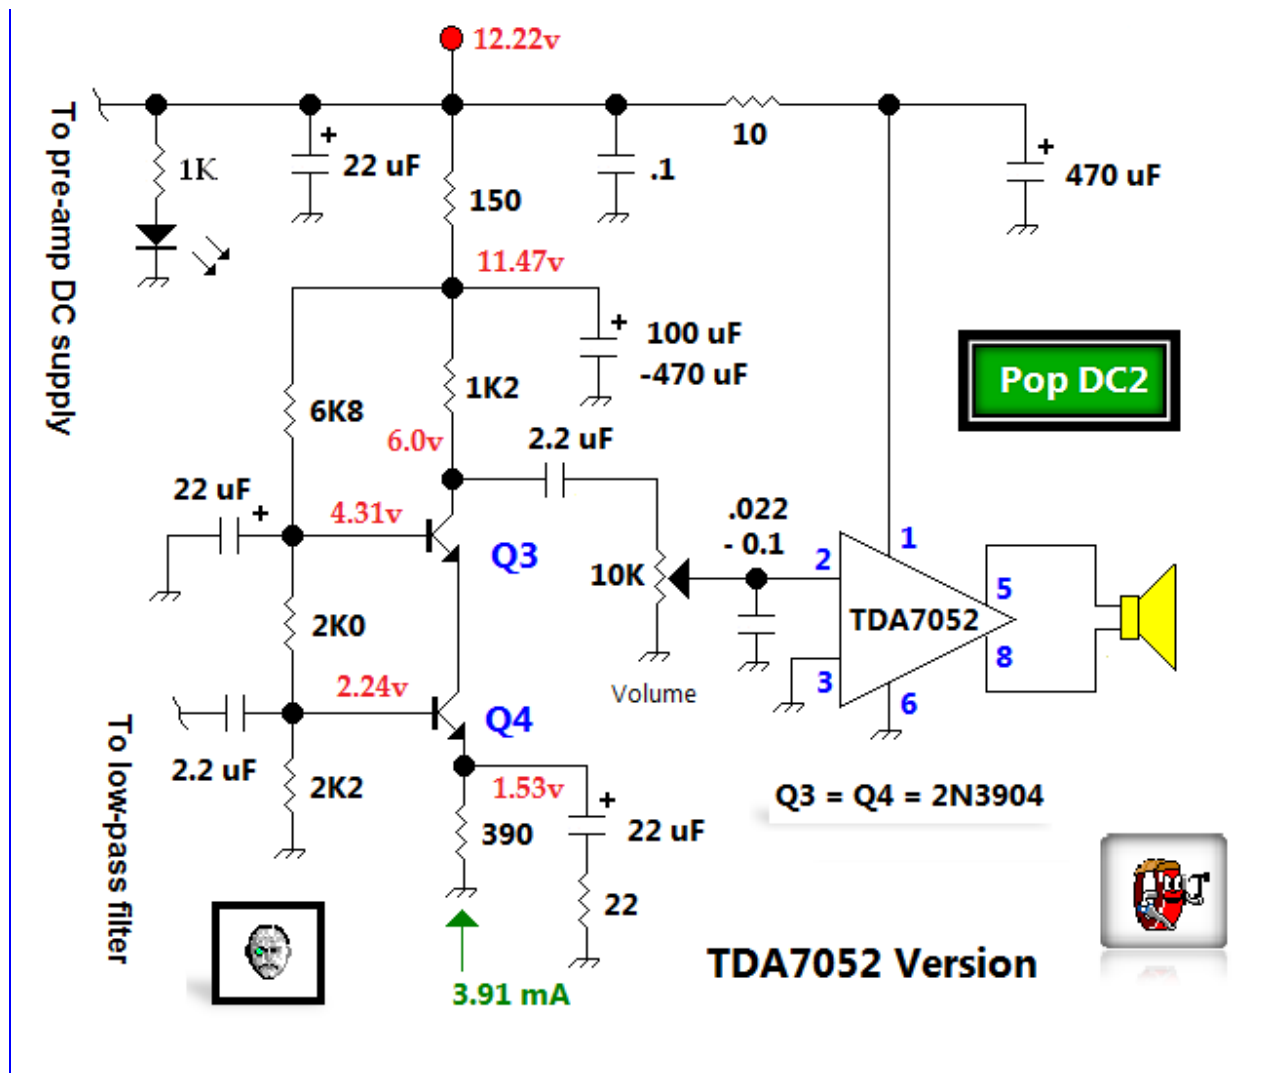 12.22v
To pre-amp DC supply
1K
+
22 uF
150
.1
10
+
470 uF
11.47v
+
100 uF
-470 uF
Pop DC2
6K8
1K2
6.0v
2.2 uF
22 uF
+
4.31v
Q3
10K
.022
- 0.1
2
1
TDA7052
5
8
3
6
Volume
2K0
2.24v
Q4
To low-pass filter
2.2 uF
2K2
1.53v
+
390
22 uF
22
3.91 mA
Q3 = Q4 = 2N3904
TDA7052 Version